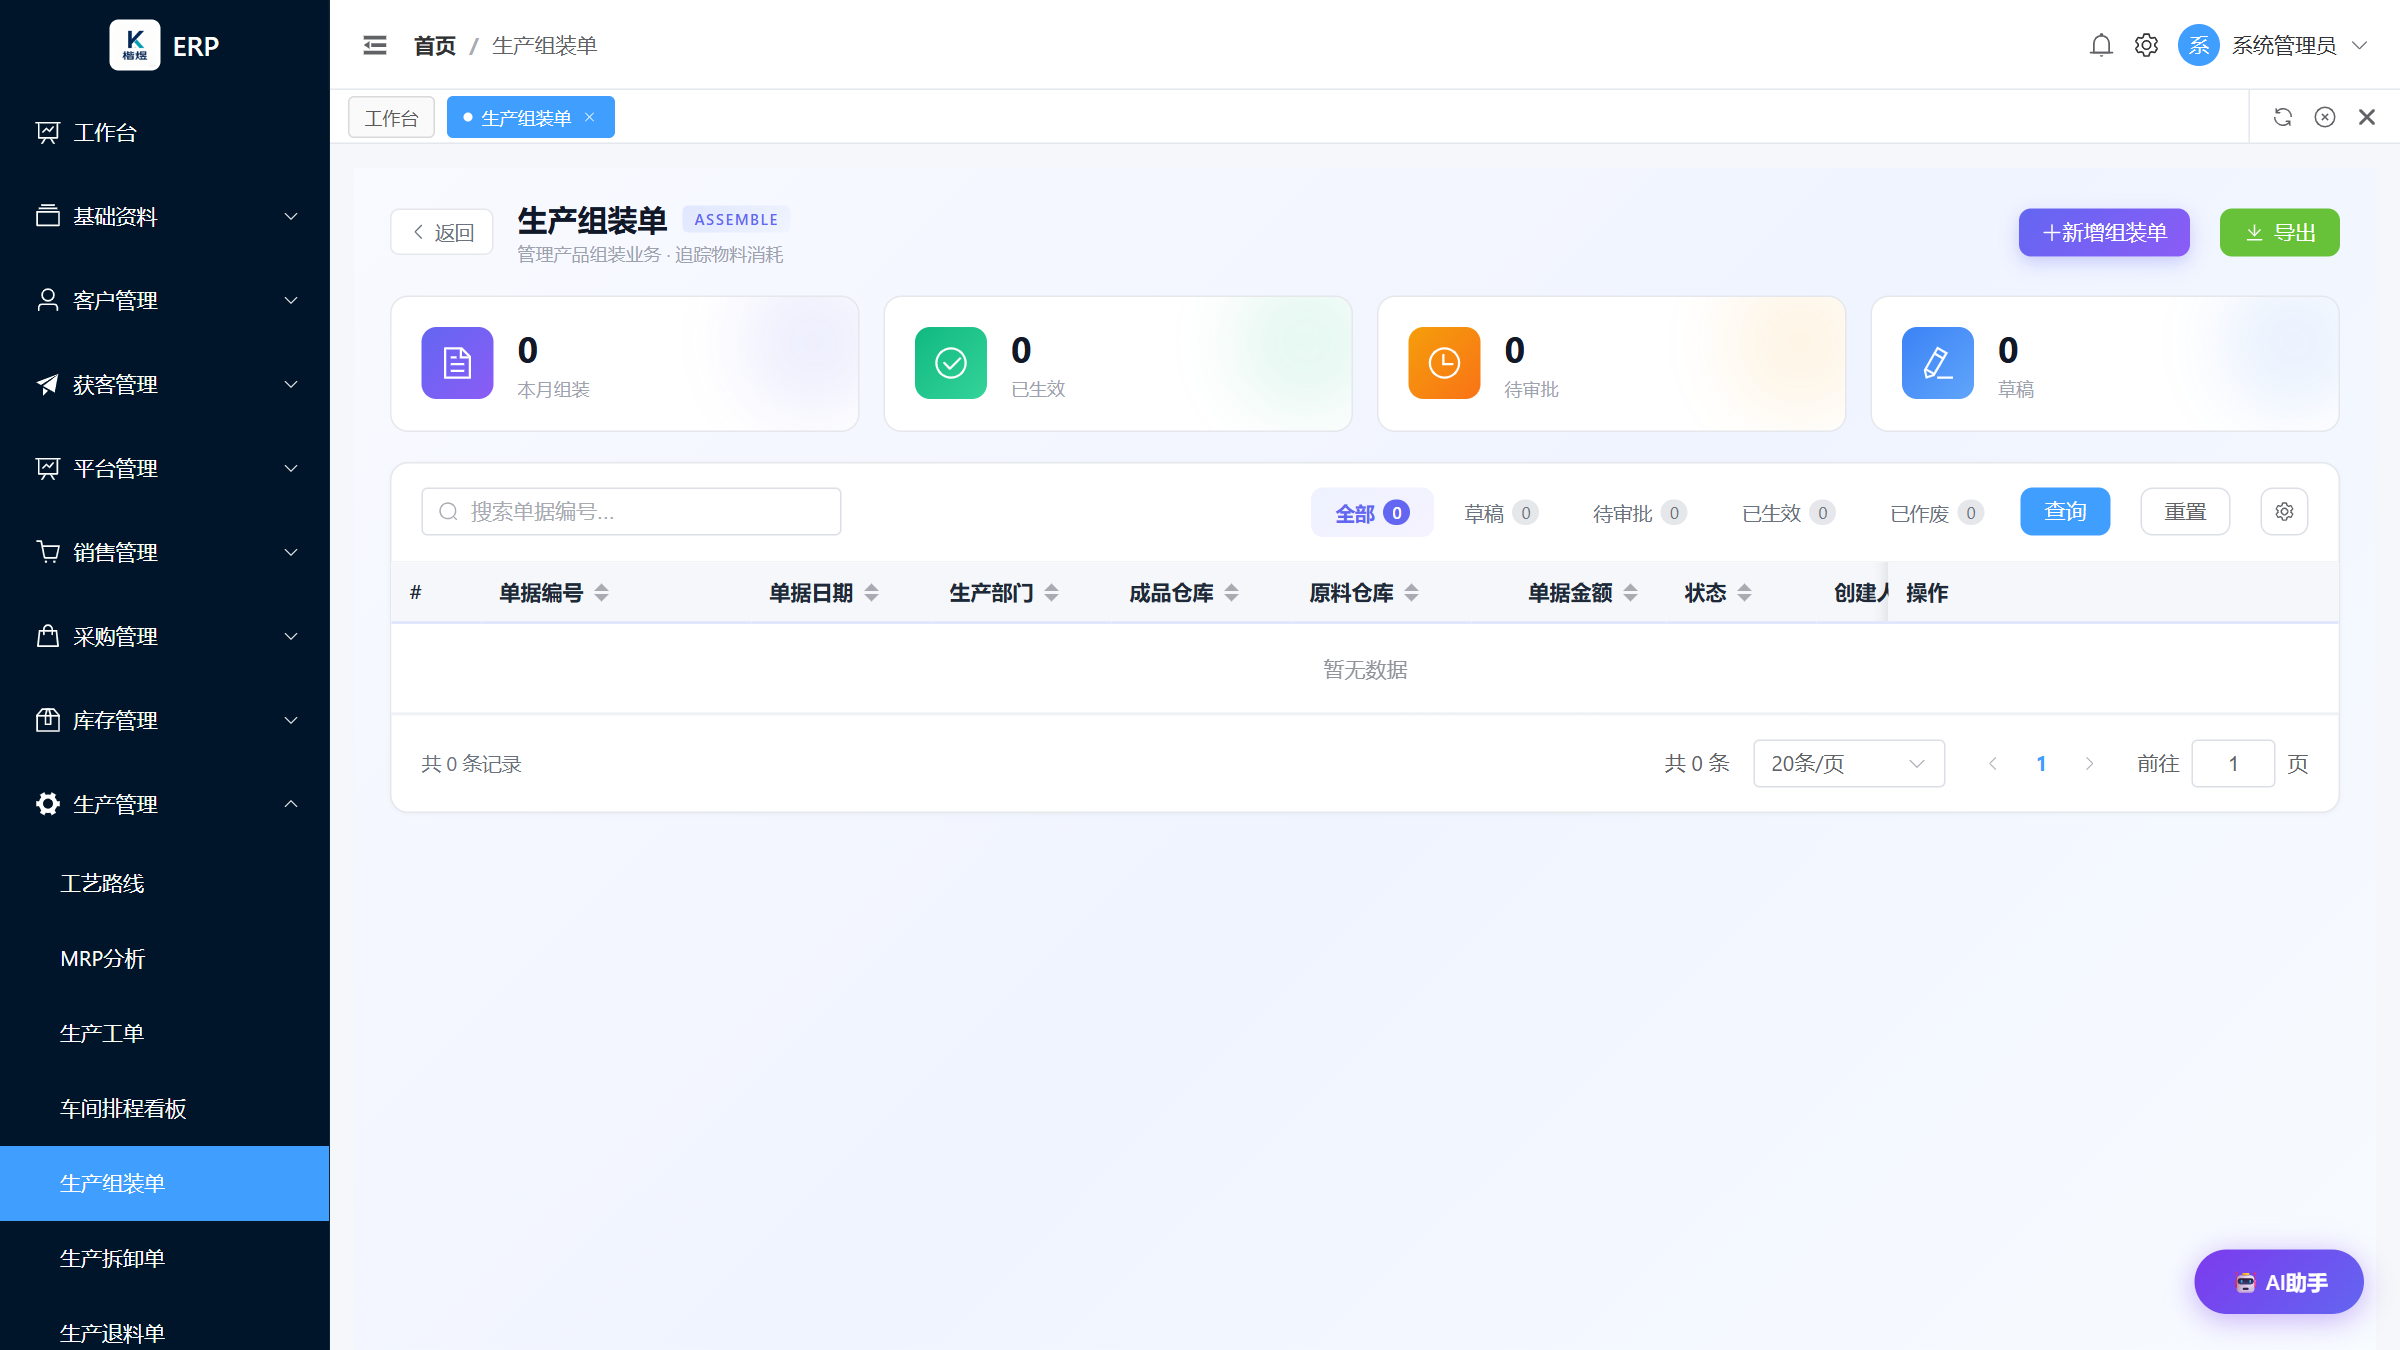 K
楷煜
ERP
工作台
基础资料
客户管理
获客管理
平台管理
销售管理
采购管理
库存管理
生产管理
工艺路线
MRP分析
生产工单
车间排程看板
生产组装单
生产拆卸单
生产退料单
首页 / 生产组装单
系 系统管理员
工作台
生产组装单
返回
生产组装单 ASSEMBLE
管理产品组装业务 · 追踪物料消耗
新增组装单
导出
0
本月组装
0
已生效
0
待审批
0
草稿
搜索单据编号...
全部 0 草稿 0 待审批 0 已生效 0 已作废 0 查询 重置
# 单据编号 单据日期 生产部门 成品仓库 原料仓库 单据金额 状态 创建人 操作
暂无数据
共 0 条记录
共 0 条 20条/页 1 前往 1 页
AI助手